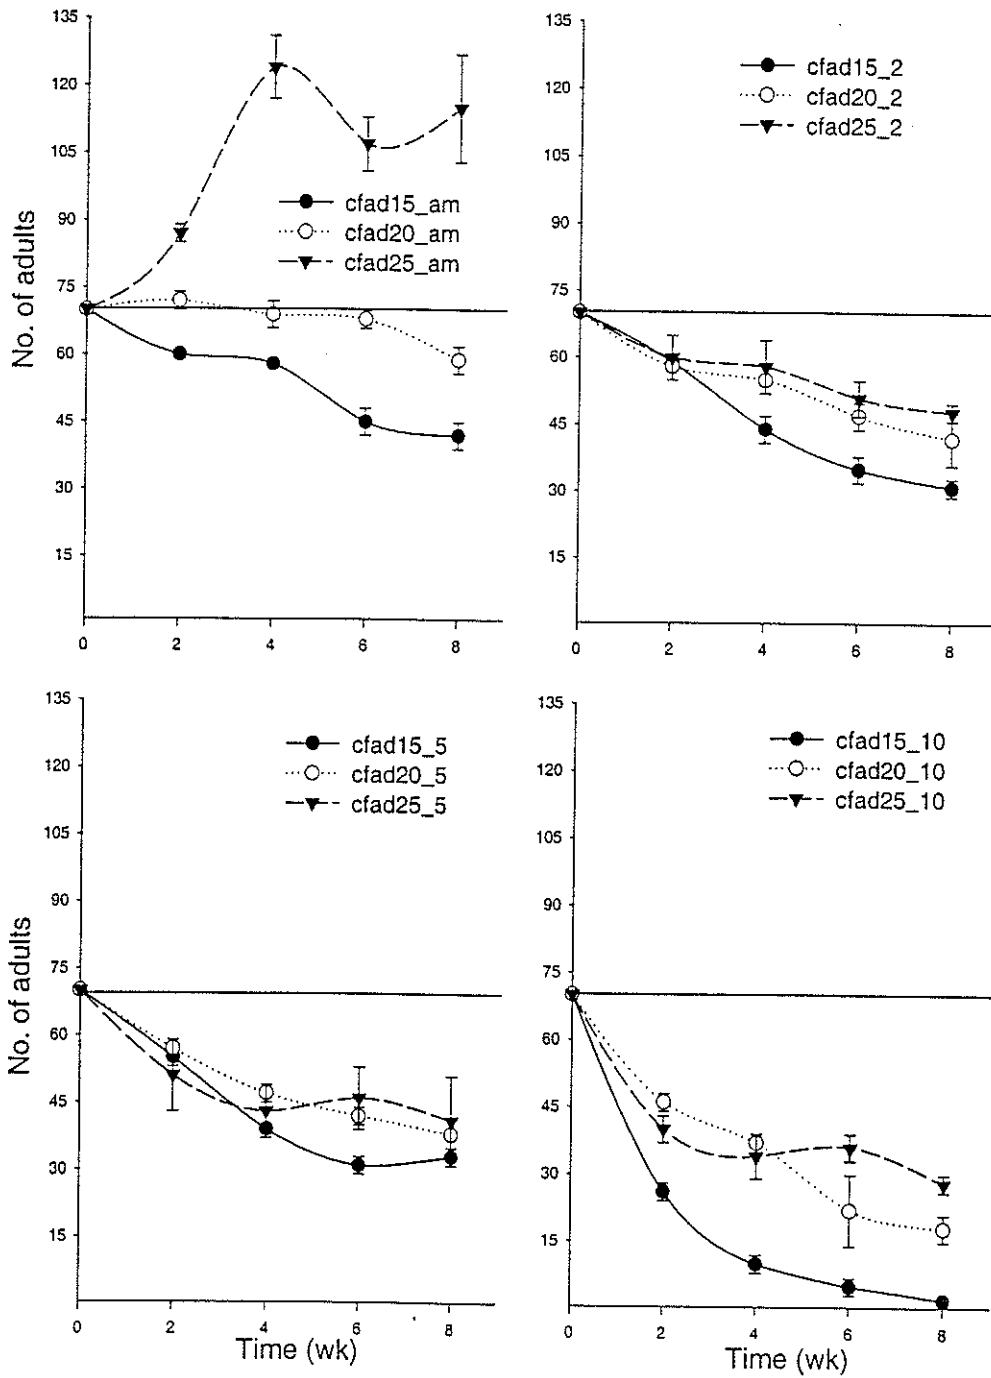 135
120
105
90
75
60
45
30
15
No. of adults
cfad15_am
cfad20_am
cfad25_am
0 2 4 6 8
135
120
105
90
75
60
45
30
15
cfad15_2
cfad20_2
cfad25_2
0 2 4 6 8
135
120
105
90
75
60
45
30
15
No. of adults
cfad15_5
cfad20_5
cfad25_5
0 2 4 6 8
Time (wk)
135
120
105
90
75
60
45
30
15
cfad15_10
cfad20_10
cfad25_10
0 2 4 6 8
Time (wk)